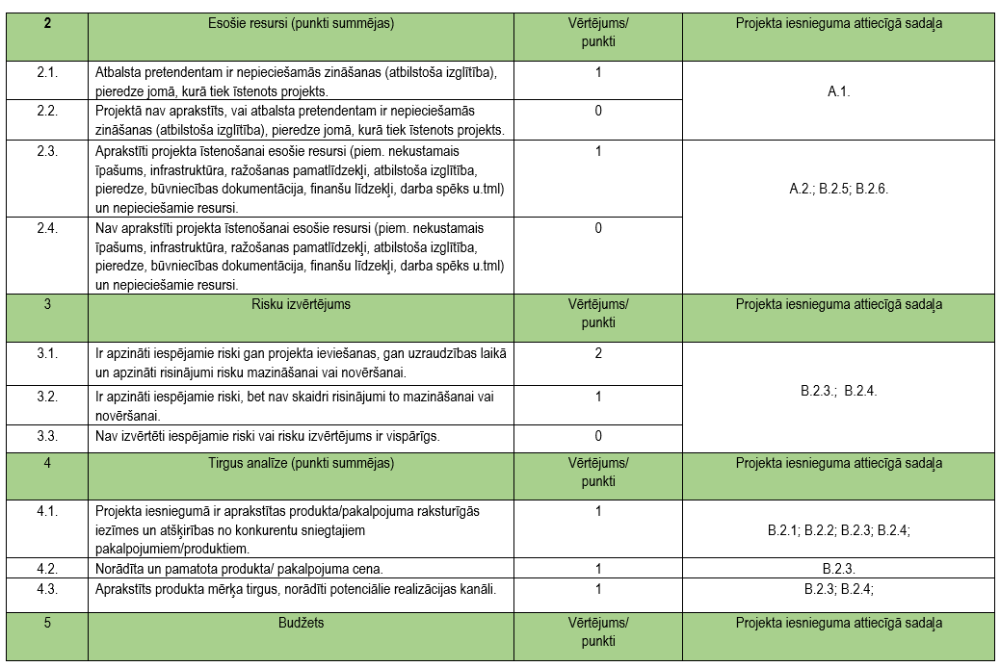 2
Esošie resursi (punkti summējas)
Vērtējums/
punkti
Projekta iesnieguma attiecīgā sadaļa
2.1.
Atbalsta pretendentam ir nepieciešamās zināšanas (atbilstoša izglītība),
pieredze jomā, kurā tiek īstenots projekts.
1
A.1.
2.2.
Projektā nav aprakstīts, vai atbalsta pretendentam ir nepieciešamās
zināšanas (atbilstoša izglītība), pieredze jomā, kurā tiek īstenots projekts.
0
2.3.
Aprakstīti projekta īstenošanai esošie resursi (piem. nekustamais
īpašums, infrastruktūra, ražošanas pamatlīdzekļi, atbilstoša izglītība,
pieredze, būvniecības dokumentācija, finanšu līdzekļi, darba spēks u.tml)
un nepieciešamie resursi.
1
A.2.; B.2.5; B.2.6.
2.4.
Nav aprakstīti projekta īstenošanai esošie resursi (piem. nekustamais
īpašums, infrastruktūra, ražošanas pamatlīdzekļi, atbilstoša izglītība,
pieredze, būvniecības dokumentācija, finanšu līdzekļi, darba spēks u.tml)
un nepieciešamie resursi.
0
3
Risku izvērtējums
Vērtējums/
punkti
Projekta iesnieguma attiecīgā sadaļa
3.1.
Ir apzināti iespējamie riski gan projekta ieviešanas, gan uzraudzības laikā
un apzināti risinājumi risku mazināšanai vai novēršanai.
2
B.2.3.; B.2.4.
3.2.
Ir apzināti iespējamie riski, bet nav skaidri risinājumi to mazināšanai vai
novēršanai.
1
3.3.
Nav izvērtēti iespējamie riski vai risku izvērtējums ir vispārīgs.
0
4
Tirgus analīze (punkti summējas)
Vērtējums/
punkti
Projekta iesnieguma attiecīgā sadaļa
4.1.
Projekta iesniegumā ir aprakstītas produkta/pakalpojuma raksturīgās
iezīmes un atšķirības no konkurentu sniegtajiem
pakalpojumiem/produktiem.
1
B.2.1; B.2.2; B.2.3; B.2.4;
4.2.
Norādīta un pamatota produkta/ pakalpojuma cena.
1
B.2.3.
4.3.
Aprakstīts produkta mērķa tirgus, norādīti potenciālie realizācijas kanāli.
1
B.2.3; B.2.4;
5
Budžets
Vērtējums/
punkti
Projekta iesnieguma attiecīgā sadaļa